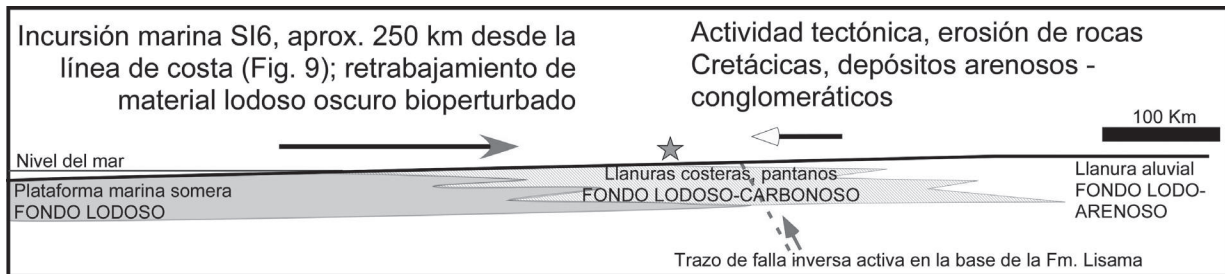 Incursión marina SI6, aprox. 250 km desde la
línea de costa (Fig. 9); retrabajamiento de
material lodoso oscuro bioperturbado
Actividad tectónica, erosión de rocas
Cretácicas, depósitos arenosos -
conglomeráticos
100 Km
Nivel del mar
Plataforma marina somera
FONDO LODOSO
Llanuras costeras, pantanos
FONDO LODOSO-CARBONOSO
Llanura aluvial
FONDO LODO-
ARENOSO
Trazo de falla inversa activa en la base de la Fm. Lisama